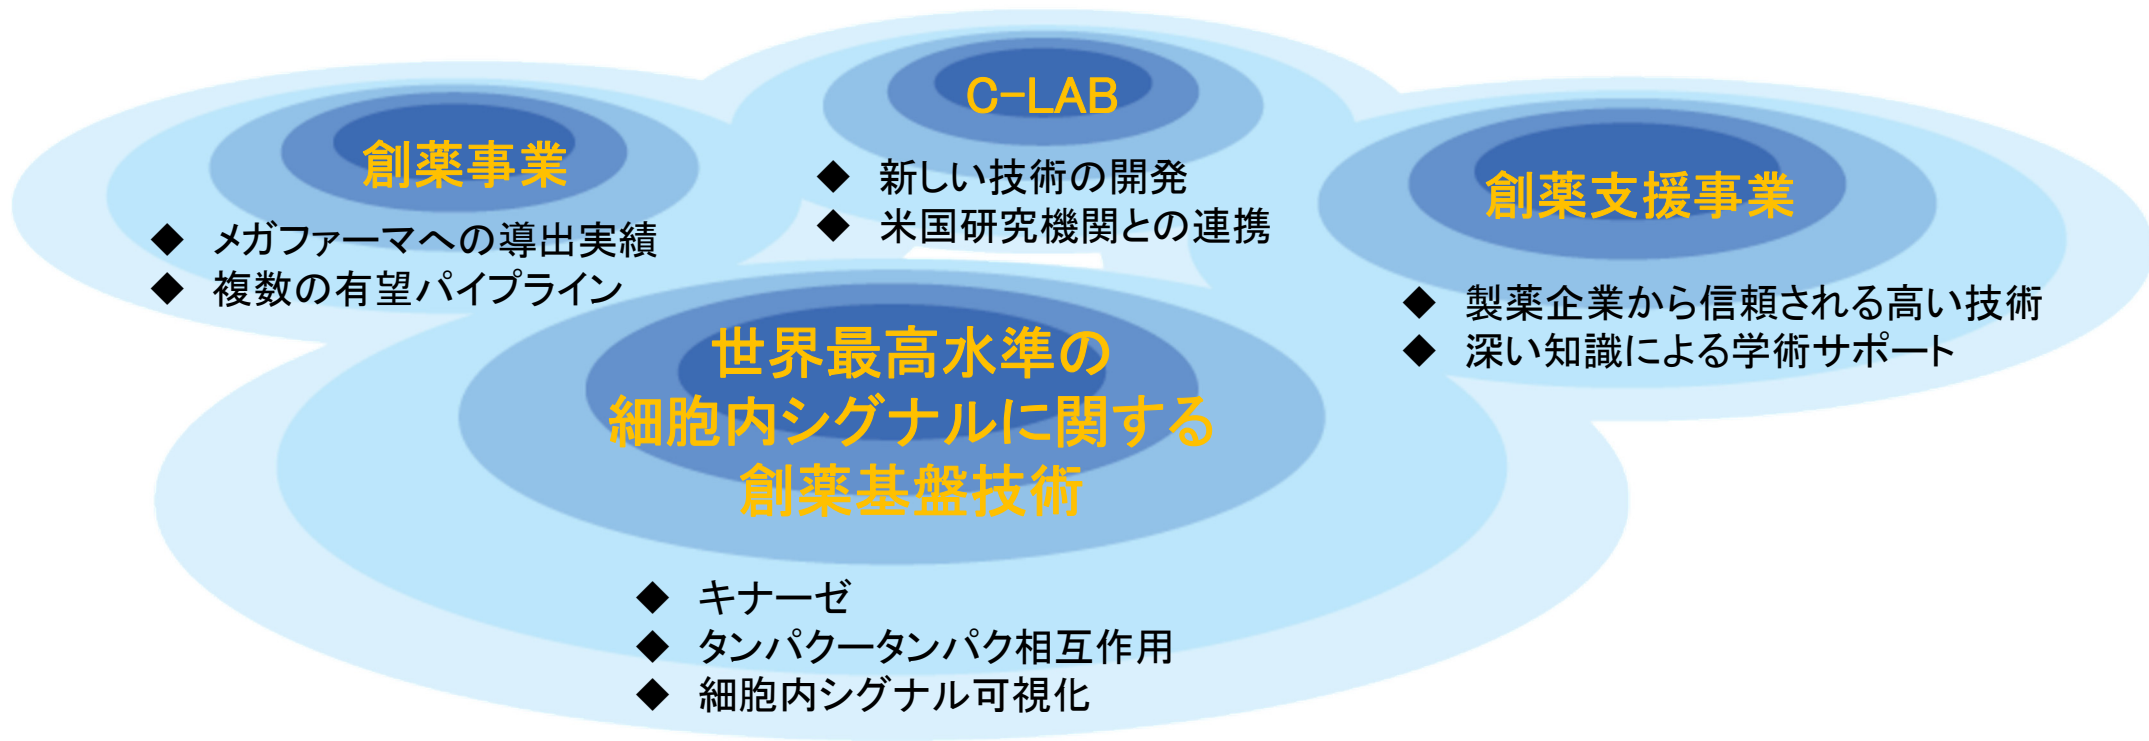 C-LAB
◆ 新しい技術の開発
◆ 米国研究機関との連携
創薬事業
◆ メガファーマへの導出実績
◆ 複数の有望パイプライン
創薬支援事業
◆ 製薬企業から信頼される高い技術
◆ 深い知識による学術サポート
世界最高水準の
細胞内シグナルに関する
創薬基盤技術
◆ キナーゼ
◆ タンパクータンパク相互作用
◆ 細胞内シグナル可視化